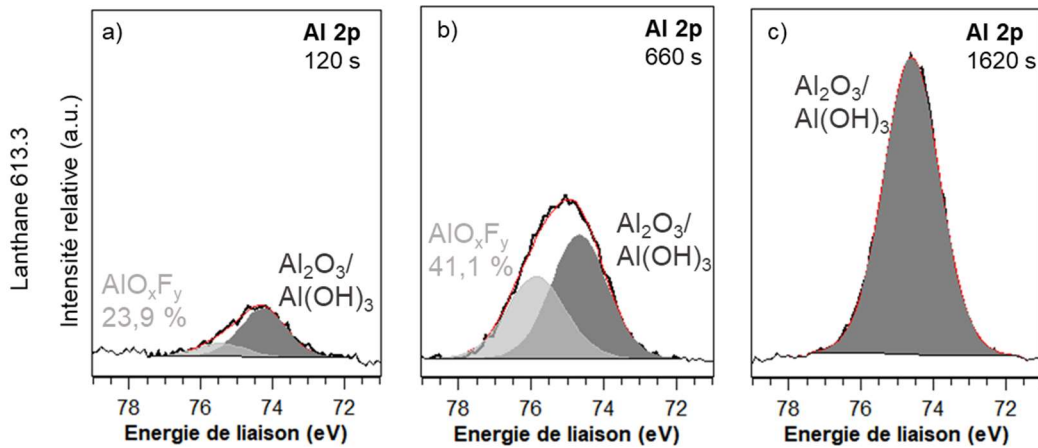 Lanthane 613.3
Intensité relative (a.u.)
a)
Al 2p
120 s
AlOₓFᵧ
23,9 %
Al₂O₃/
Al(OH)₃
78 76 74 72
Energie de liaison (eV)
b)
Al 2p
660 s
AlOₓFᵧ
41,1 %
Al₂O₃/
Al(OH)₃
78 76 74 72
Energie de liaison (eV)
c)
Al 2p
1620 s
Al₂O₃/
Al(OH)₃
78 76 74 72
Energie de liaison (eV)